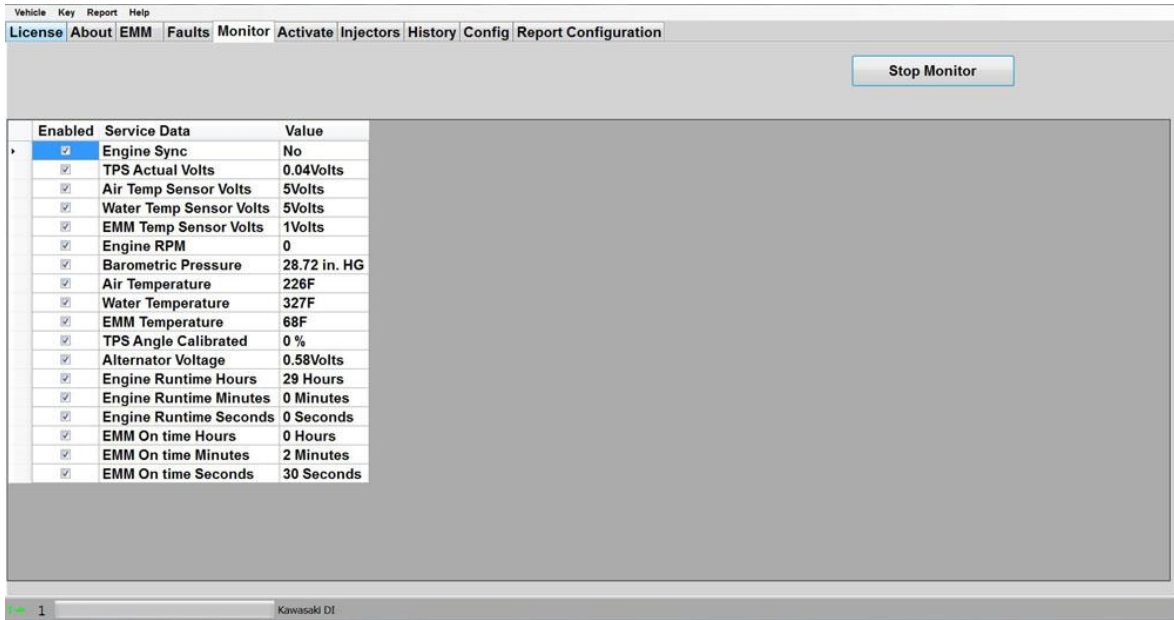 Vehicle Key Report Help
License About EMM Faults Monitor Activate Injectors History Config Report Configuration
Stop Monitor
Enabled Service Data Value
Engine Sync No
TPS Actual Volts 0.04Volts
Air Temp Sensor Volts 5Volts
Water Temp Sensor Volts 5Volts
EMM Temp Sensor Volts 1Volts
Engine RPM 0
Barometric Pressure 28.72 in. HG
Air Temperature 226F
Water Temperature 327F
EMM Temperature 68F
TPS Angle Calibrated 0 %
Alternator Voltage 0.58Volts
Engine Runtime Hours 29 Hours
Engine Runtime Minutes 0 Minutes
Engine Runtime Seconds 0 Seconds
EMM On time Hours 0 Hours
EMM On time Minutes 2 Minutes
EMM On time Seconds 30 Seconds
1 Kawasaki DI